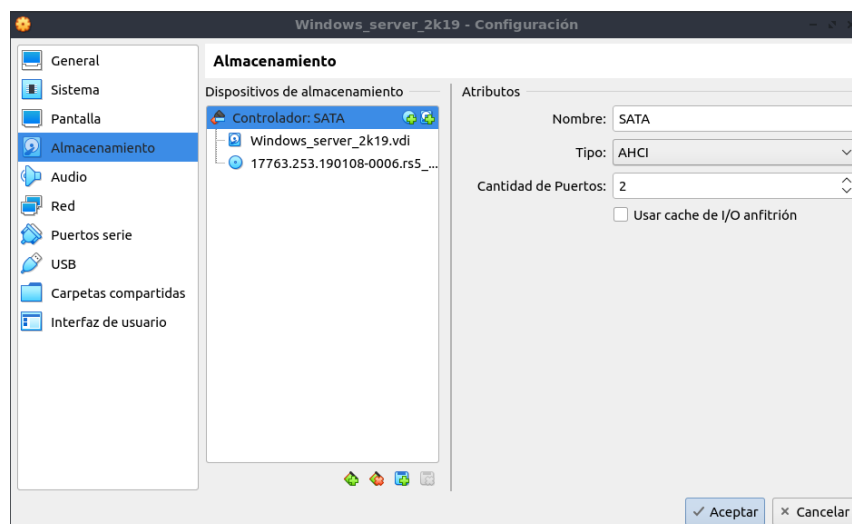 Windows_server_2k19 - Configuración
General
Sistema
Pantalla
Almacenamiento
Audio
Red
Puertos serie
USB
Carpetas compartidas
Interfaz de usuario
Almacenamiento
Dispositivos de almacenamiento
Controlador: SATA
Windows_server_2k19.vdi
17763.253.190108-0006.rs5_...
Atributos
Nombre: SATA
Tipo: AHCI
Cantidad de Puertos: 2
Usar cache de I/O anfitrión
Aceptar
Cancelar